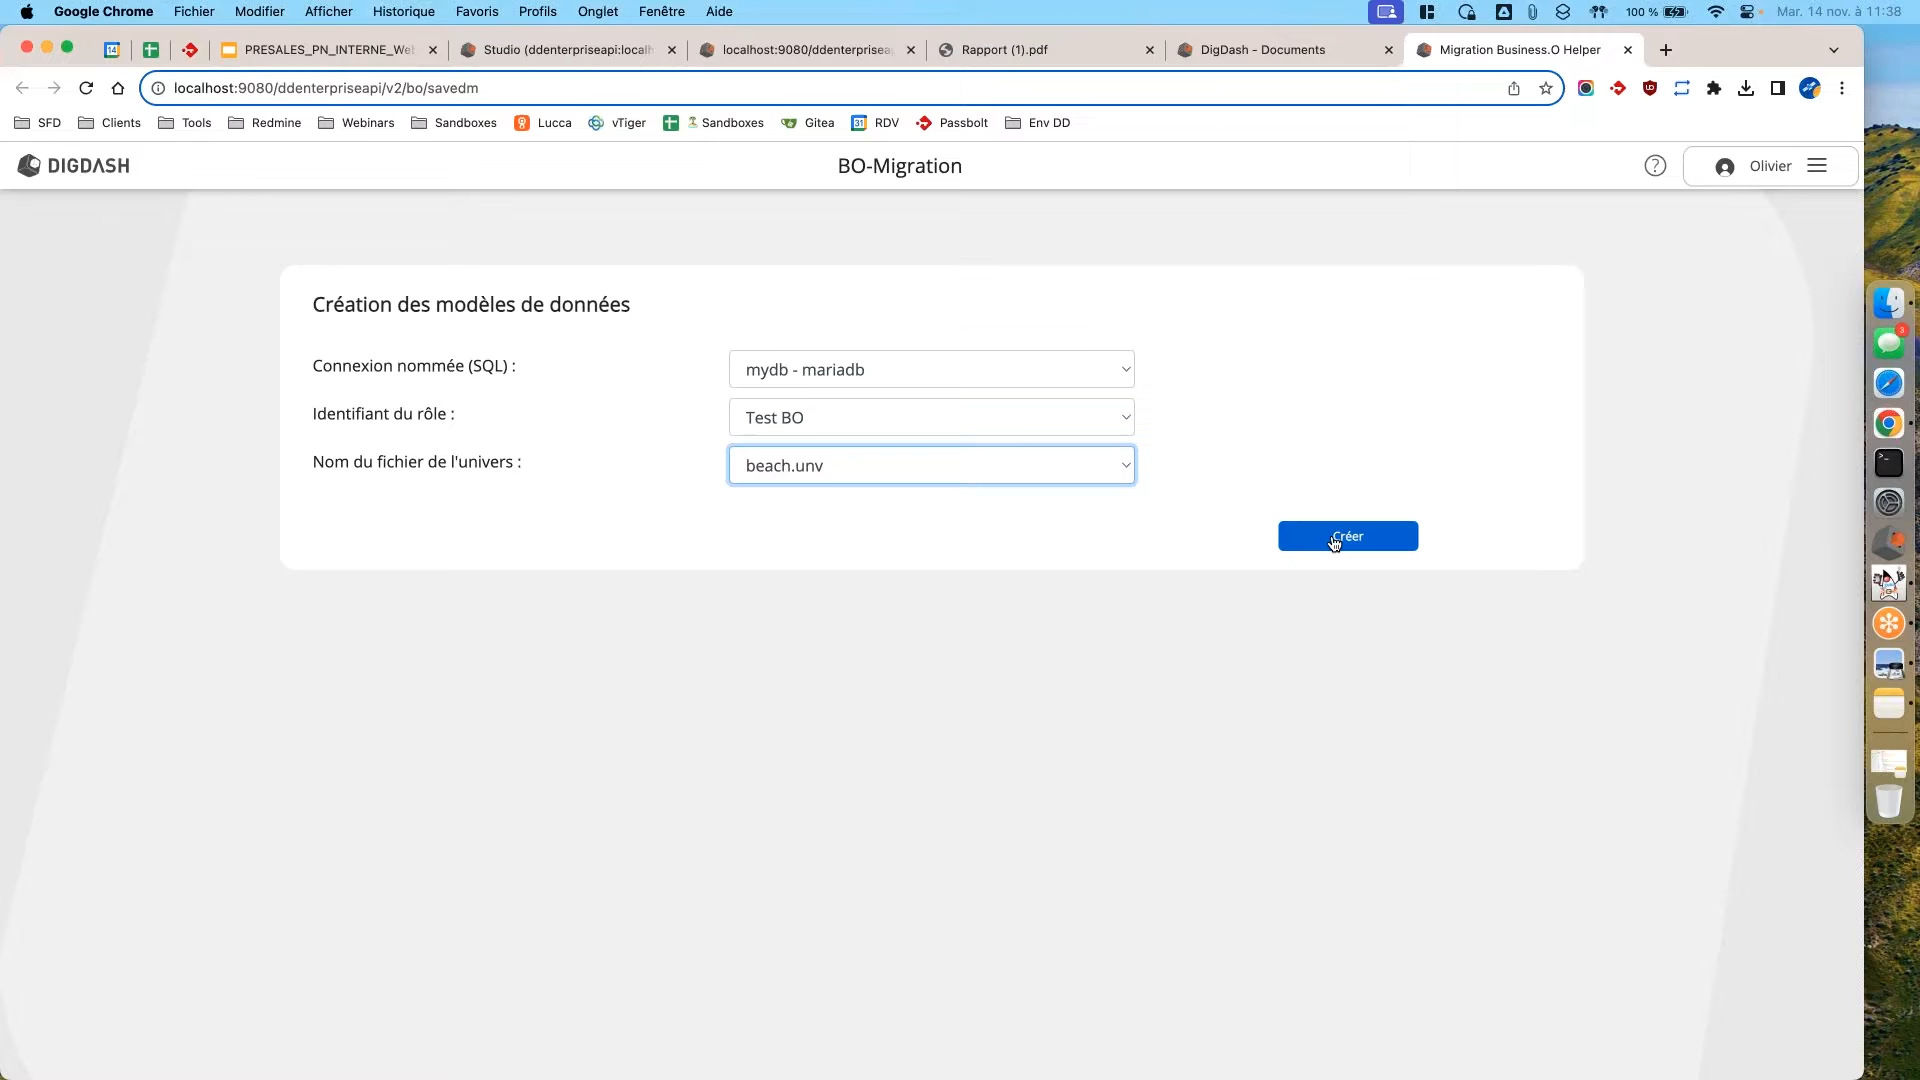 Google Chrome Fichier Modifier Afficher Historique Favoris Profils Onglet Fenêtre Aide 100 % Mar. 14 nov. à 11:38
14 PRESALES_PN_INTERNE_We Studio (ddenterpriseapi:localh localhost:9080/ddenterprisea Rapport (1).pdf DigDash - Documents Migration Business.O Helper
localhost:9080/ddenterpriseapi/v2/bo/savedm
SFD Clients Tools Redmine Webinars Sandboxes Lucca vTiger Sandboxes Gitea 31 RDV Passbolt Env DD
DIGDASH BO-Migration ? Olivier
Création des modèles de données
Connexion nommée (SQL) : mydb - mariadb
Identifiant du rôle : Test BO
Nom du fichier de l'univers : beach.unv
Créer
3